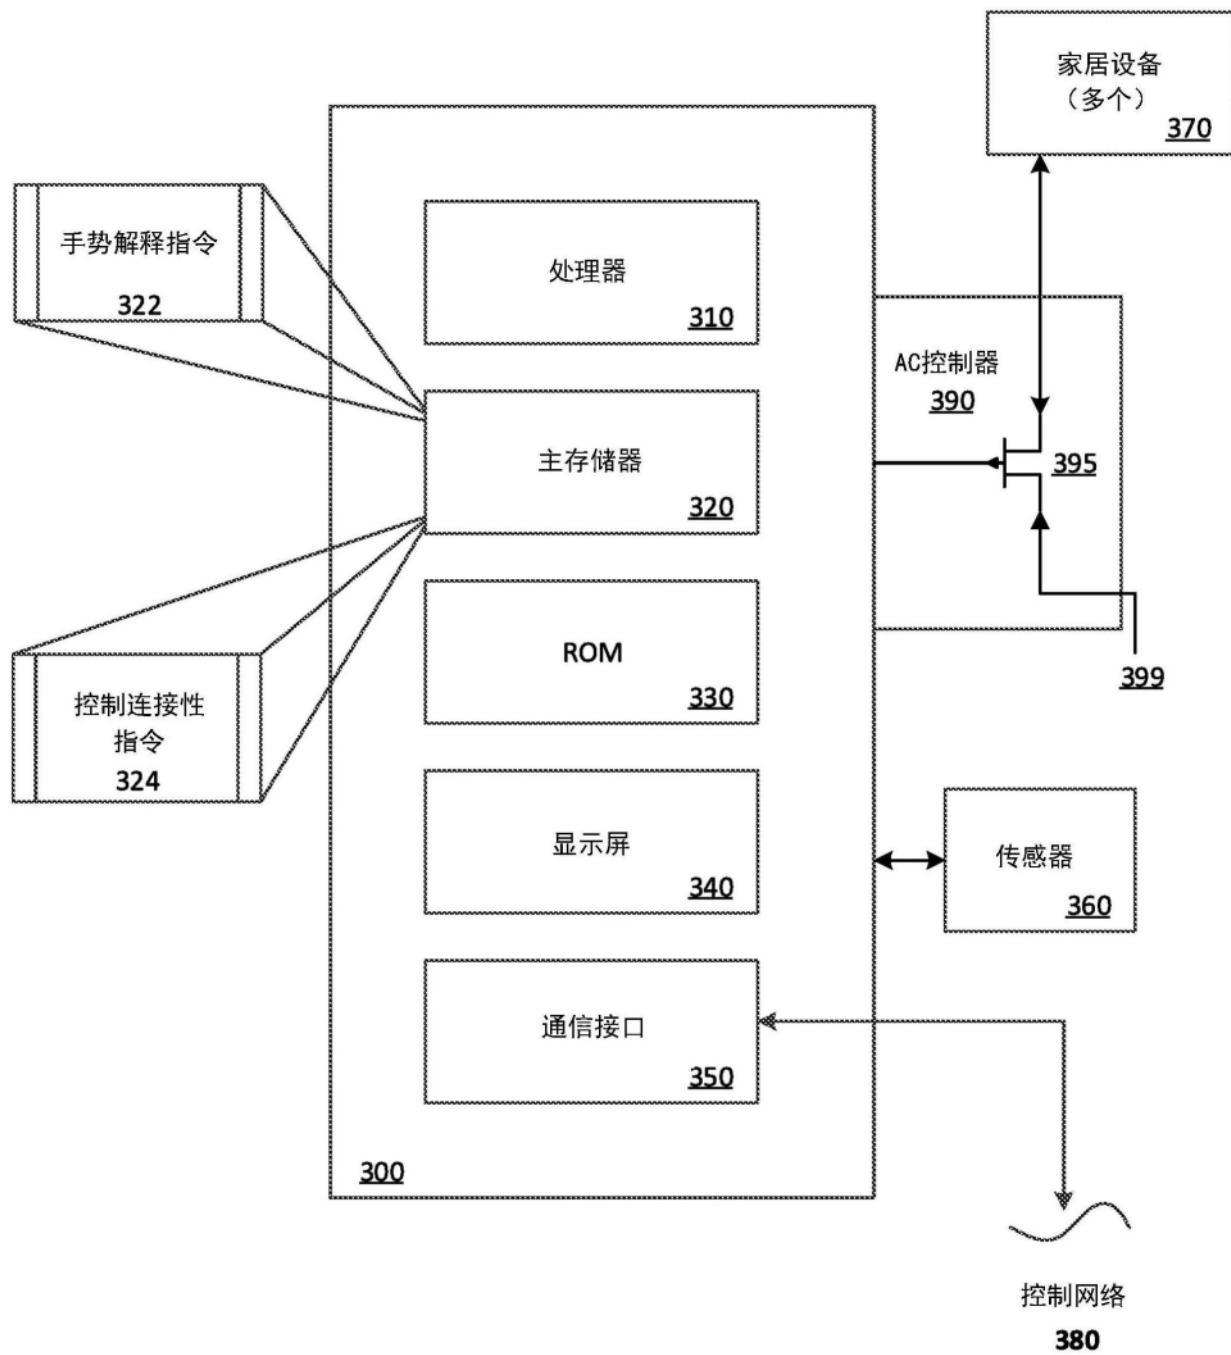 家居设备
（多个）
370
手势解释指令
322
处理器
310
AC控制器
390
395
主存储器
320
399
ROM
330
控制连接性
指令
324
显示屏
340
传感器
360
通信接口
350
300
控制网络
380